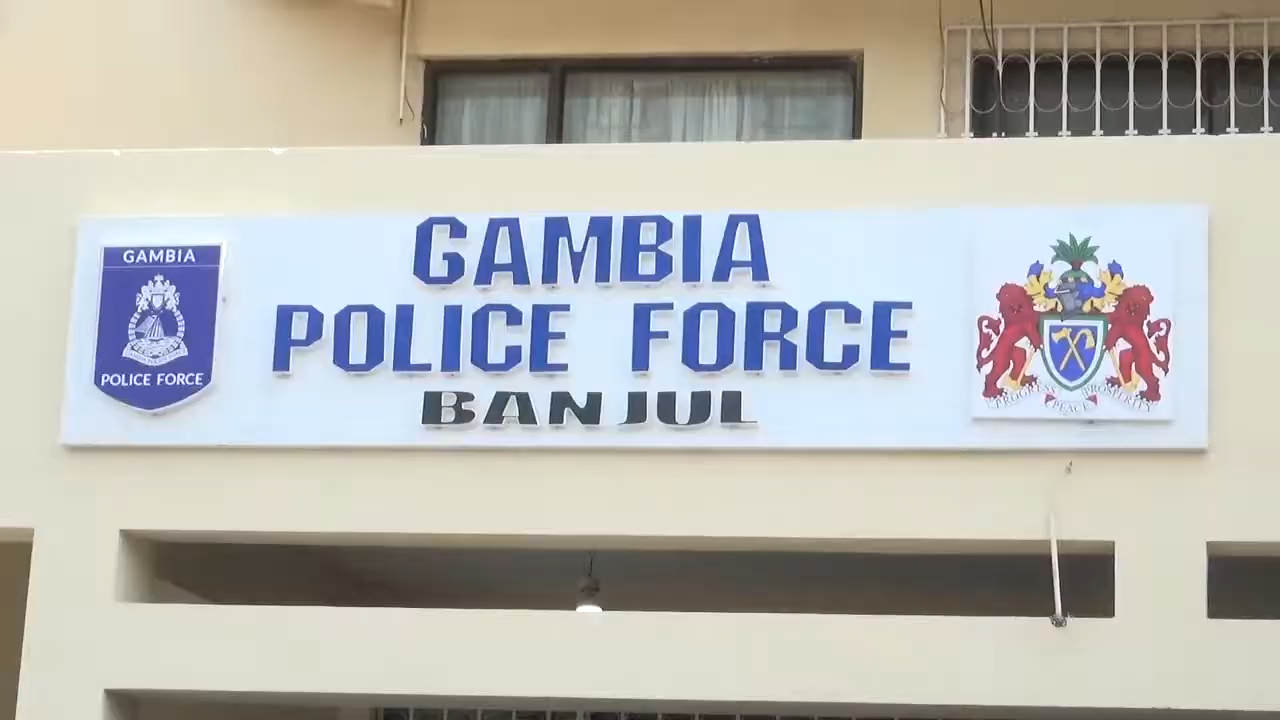 GAMBIA
POLICE FORCE
GAMBIA
POLICE FORCE
BANJUL
PROGRESS
PEACE
PROSPERITY